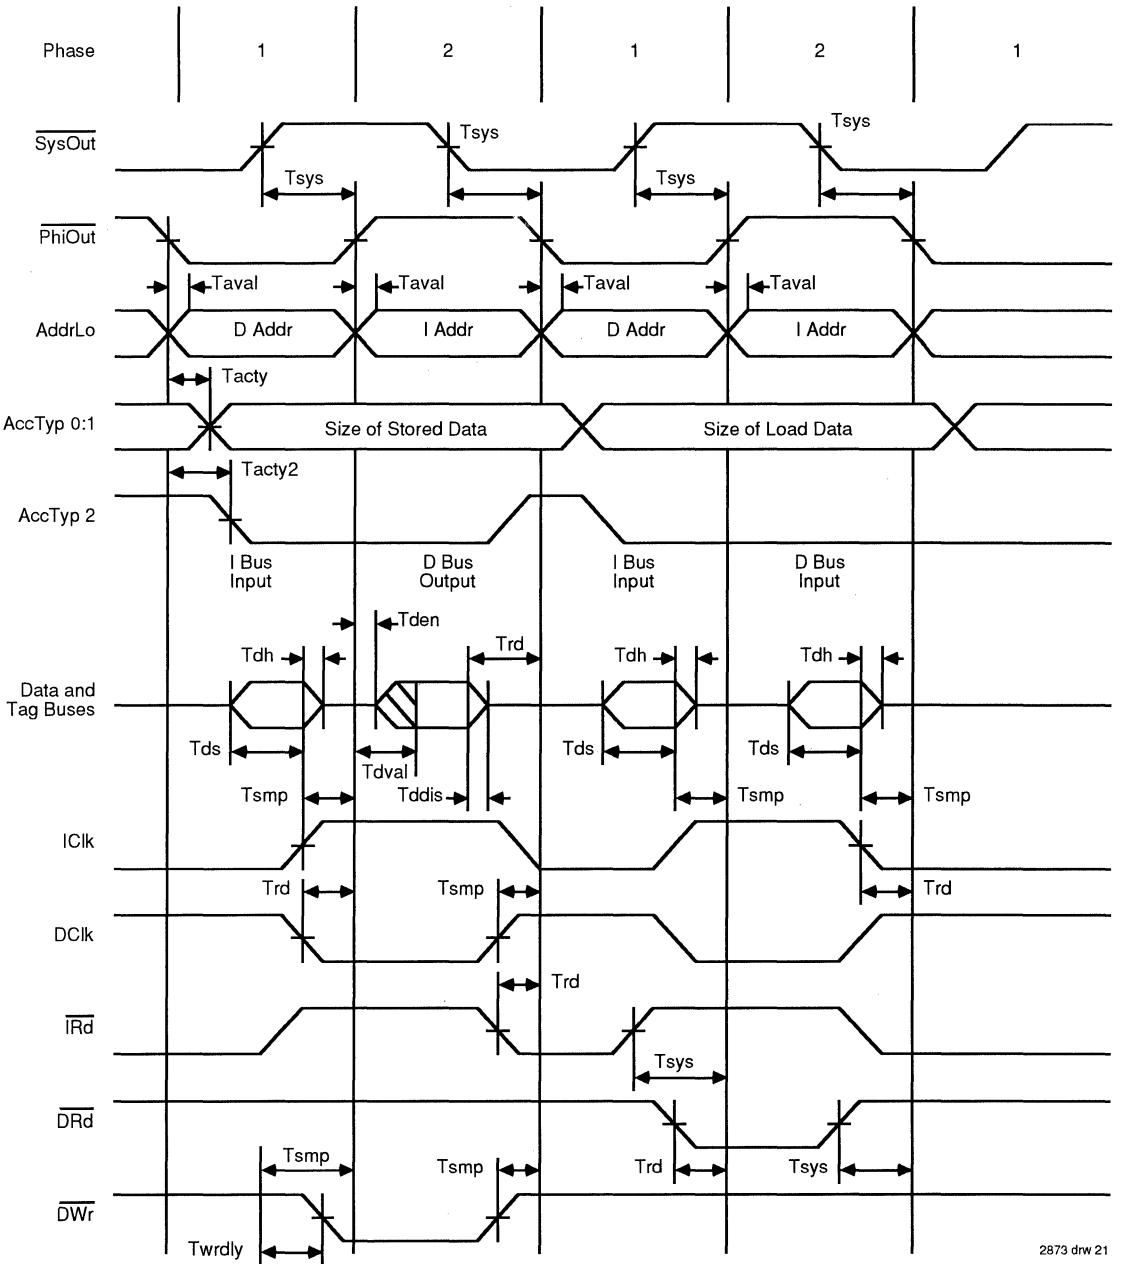 Phase 1 2 1 2 1
SysOut Tsys
Tsys Tsys Tsys
PhiOut
Taval Taval Taval Taval
AddrLo D Addr I Addr D Addr I Addr
Tacty
AccTyp 0:1 Size of Stored Data Size of Load Data
Tacty2
AccTyp 2
I Bus Input D Bus Output I Bus Input D Bus Input
Tden
Trd
Tdh Tdh Tdh
Data and
Tag Buses
Tds Tds Tds
Tdval
Tsmp Tddis Tsmp Tsmp
IClk
Trd Tsmp Trd
DClk
Trd
IRd
Tsys
DRd
Tsmp Tsmp Trd Tsys
DWr
Twrdly
2873 drw 21